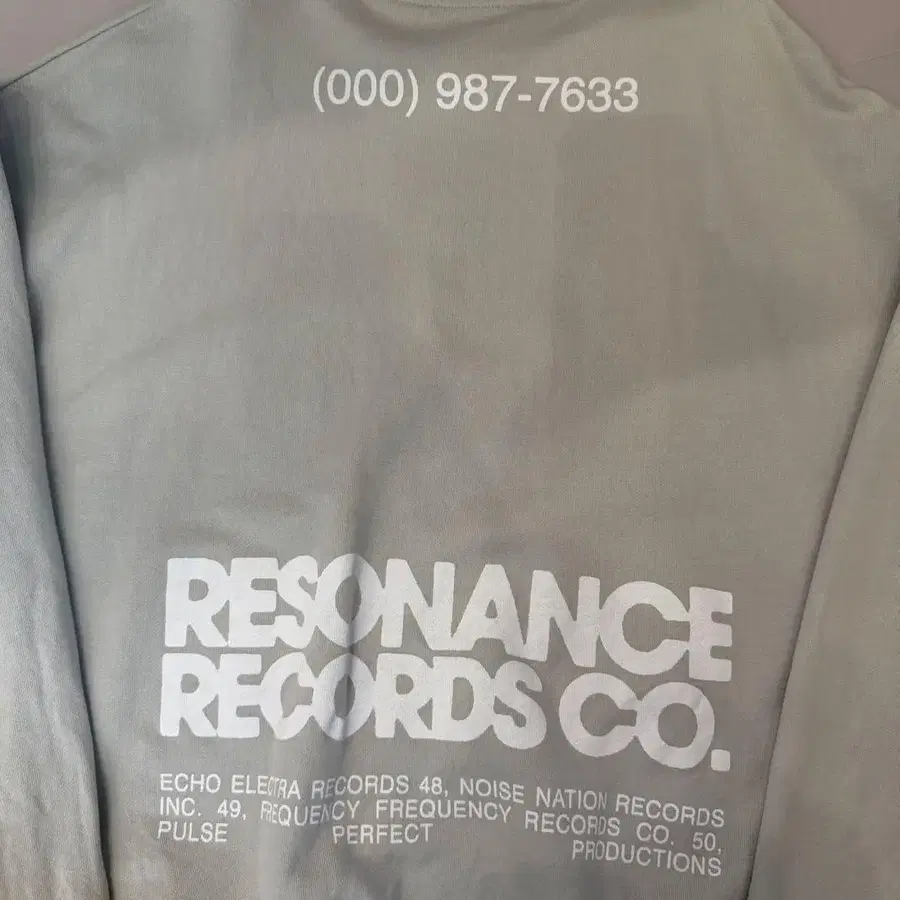 (000) 987-7633
RESONANCE
RECORDS CO.
ECHO ELECTRA RECORDS 48, NOISE NATION RECORDS
INC. 49, FREQUENCY FREQUENCY RECORDS CO. 50,
PULSE PERFECT PRODUCTIONS